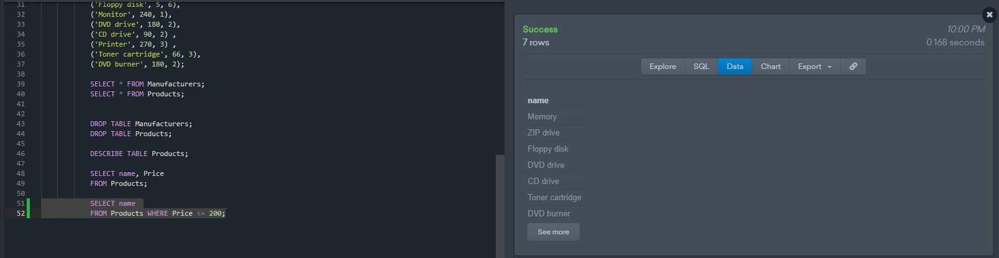 31 ('Floppy disk', 5, 6),
32 ('Monitor', 240, 1),
33 ('DVD drive', 180, 2),
34 ('CD drive', 90, 2) ,
35 ('Printer', 270, 3) ,
36 ('Toner cartridge', 66, 3),
37 ('DVD burner', 180, 2);
38
39 SELECT * FROM Manufacturers;
40 SELECT * FROM Products;
41
42
43 DROP TABLE Manufacturers;
44 DROP TABLE Products;
45
46 DESCRIBE TABLE Products;
47
48 SELECT name, Price
49 FROM Products;
50
51 SELECT name
52 FROM Products WHERE Price <= 200;
Success 10:00 PM
7 rows 0.168 seconds
Explore SQL Data Chart Export
name
Memory
ZIP drive
Floppy disk
DVD drive
CD drive
Toner cartridge
DVD burner
See more